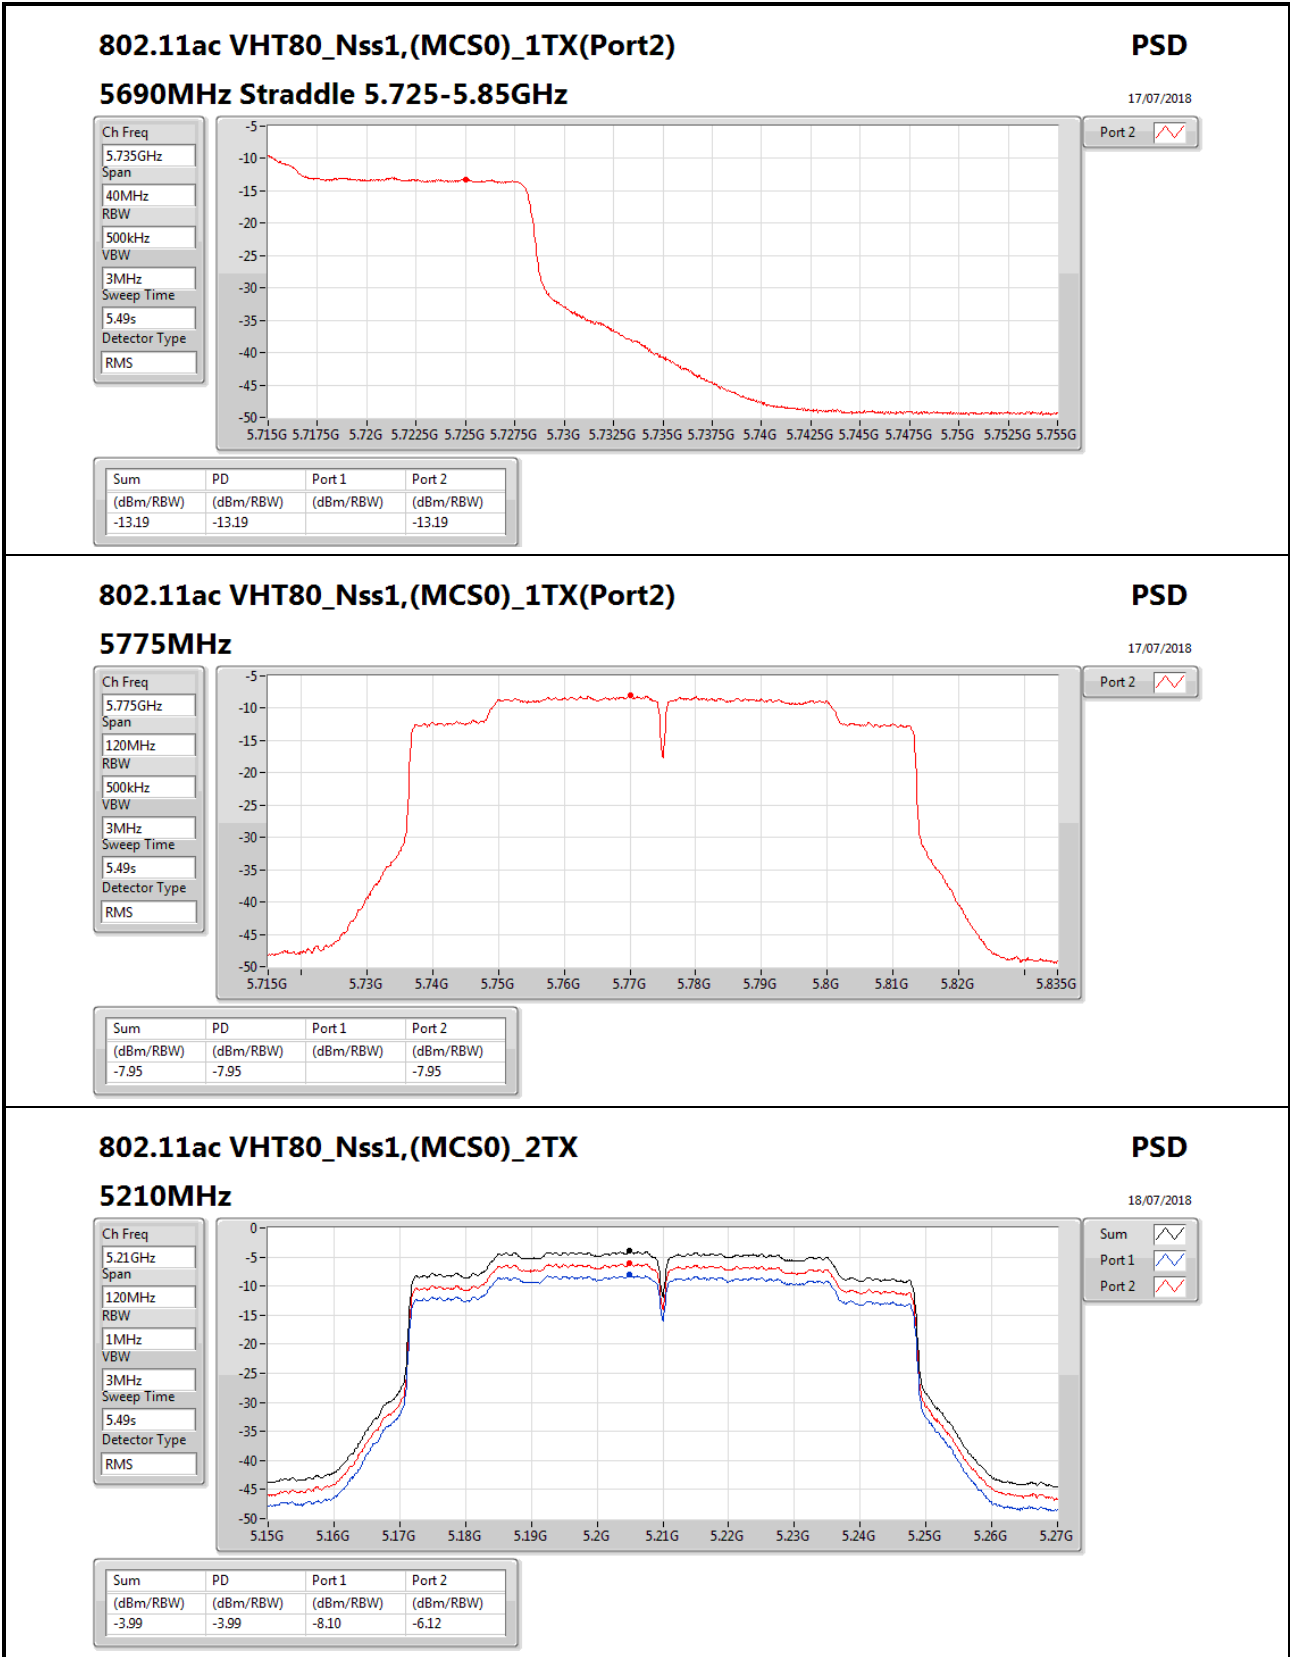 802.11ac VHT80_Nss1,(MCS0)_1TX(Port2) PSD
5690MHz Straddle 5.725-5.85GHz 17/07/2018
Ch Freq
5.735GHz
Span
40MHz
RBW
500kHz
VBW
3MHz
Sweep Time
5.49s
Detector Type
RMS
-5
-10
-15
-20
-25
-30
-35
-40
-45
-50
5.715G 5.7175G 5.72G 5.7225G 5.725G 5.7275G 5.73G 5.7325G 5.735G 5.7375G 5.74G 5.7425G 5.745G 5.7475G 5.75G 5.7525G 5.755G
Port 2
Sum PD Port 1 Port 2
(dBm/RBW) (dBm/RBW) (dBm/RBW) (dBm/RBW)
-13.19 -13.19 -13.19
802.11ac VHT80_Nss1,(MCS0)_1TX(Port2) PSD
5775MHz 17/07/2018
Ch Freq
5.775GHz
Span
120MHz
RBW
500kHz
VBW
3MHz
Sweep Time
5.49s
Detector Type
RMS
-5
-10
-15
-20
-25
-30
-35
-40
-45
-50
5.715G 5.73G 5.74G 5.75G 5.76G 5.77G 5.78G 5.79G 5.8G 5.81G 5.82G 5.835G
Port 2
Sum PD Port 1 Port 2
(dBm/RBW) (dBm/RBW) (dBm/RBW) (dBm/RBW)
-7.95 -7.95 -7.95
802.11ac VHT80_Nss1,(MCS0)_2TX PSD
5210MHz 18/07/2018
Ch Freq
5.21GHz
Span
120MHz
RBW
1MHz
VBW
3MHz
Sweep Time
5.49s
Detector Type
RMS
0
-5
-10
-15
-20
-25
-30
-35
-40
-45
-50
5.15G 5.16G 5.17G 5.18G 5.19G 5.2G 5.21G 5.22G 5.23G 5.24G 5.25G 5.26G 5.27G
Sum
Port 1
Port 2
Sum PD Port 1 Port 2
(dBm/RBW) (dBm/RBW) (dBm/RBW) (dBm/RBW)
-3.99 -3.99 -8.10 -6.12